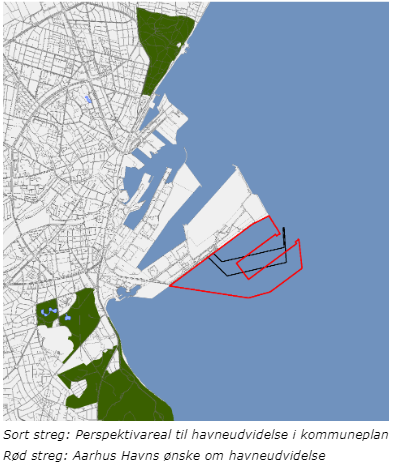 Sort streg: Perspektivareal til havneudvidelse i kommuneplan
Rød streg: Aarhus Havns ønske om havneudvidelse